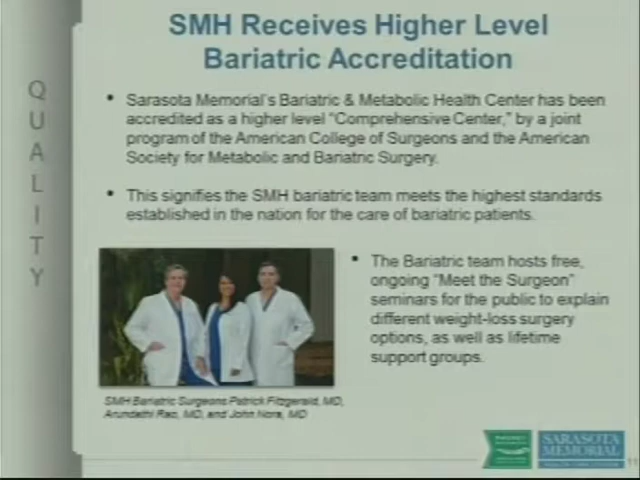 SMH Receives Higher Level
Bariatric Accreditation
QUALITY
• Sarasota Memorial's Bariatric & Metabolic Health Center has been
accredited as a higher level "Comprehensive Center," by a joint
program of the American College of Surgeons and the American
Society for Metabolic and Bariatric Surgery.
• This signifies the SMH bariatric team meets the highest standards
established in the nation for the care of bariatric patients.
• The Bariatric team hosts free,
ongoing "Meet the Surgeon"
seminars for the public to explain
different weight-loss surgery
options, as well as lifetime
support groups.
SMH Bariatric Surgeons Patrick Fitzgerald, MD,
Arundathi Rao, MD, and John Nora, MD
SARASOTA
MEMORIAL
11